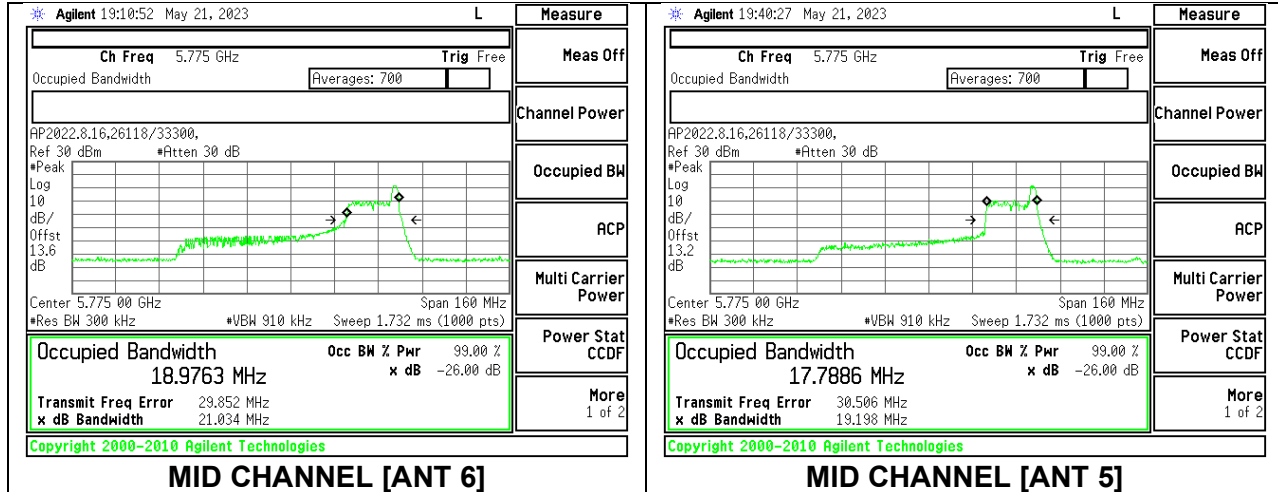 Agilent 19:10:52 May 21, 2023 L Measure
Ch Freq 5.775 GHz Trig Free
Meas Off
Occupied Bandwidth Averages: 700
Channel Power
AP2022.8.16,26118/33300,
Ref 30 dBm #Atten 30 dB
#Peak
Log
10
dB/
Offst
13.6
dB
Occupied BW
ACP
Multi Carrier
Power
Center 5.775 00 GHz Span 160 MHz
#Res BW 300 kHz #VBW 910 kHz Sweep 1.732 ms (1000 pts)
Power Stat
CCDF
Occupied Bandwidth Occ BW % Pwr 99.00 %
18.9763 MHz x dB -26.00 dB
Transmit Freq Error 29.852 MHz
x dB Bandwidth 21.034 MHz
More
1 of 2
Copyright 2000-2010 Agilent Technologies
MID CHANNEL [ANT 6]
Agilent 19:40:27 May 21, 2023 L Measure
Ch Freq 5.775 GHz Trig Free
Meas Off
Occupied Bandwidth Averages: 700
Channel Power
AP2022.8.16,26118/33300,
Ref 30 dBm #Atten 30 dB
#Peak
Log
10
dB/
Offst
13.2
dB
Occupied BW
ACP
Multi Carrier
Power
Center 5.775 00 GHz Span 160 MHz
#Res BW 300 kHz #VBW 910 kHz Sweep 1.732 ms (1000 pts)
Power Stat
CCDF
Occupied Bandwidth Occ BW % Pwr 99.00 %
17.7886 MHz x dB -26.00 dB
Transmit Freq Error 30.506 MHz
x dB Bandwidth 19.198 MHz
More
1 of 2
Copyright 2000-2010 Agilent Technologies
MID CHANNEL [ANT 5]